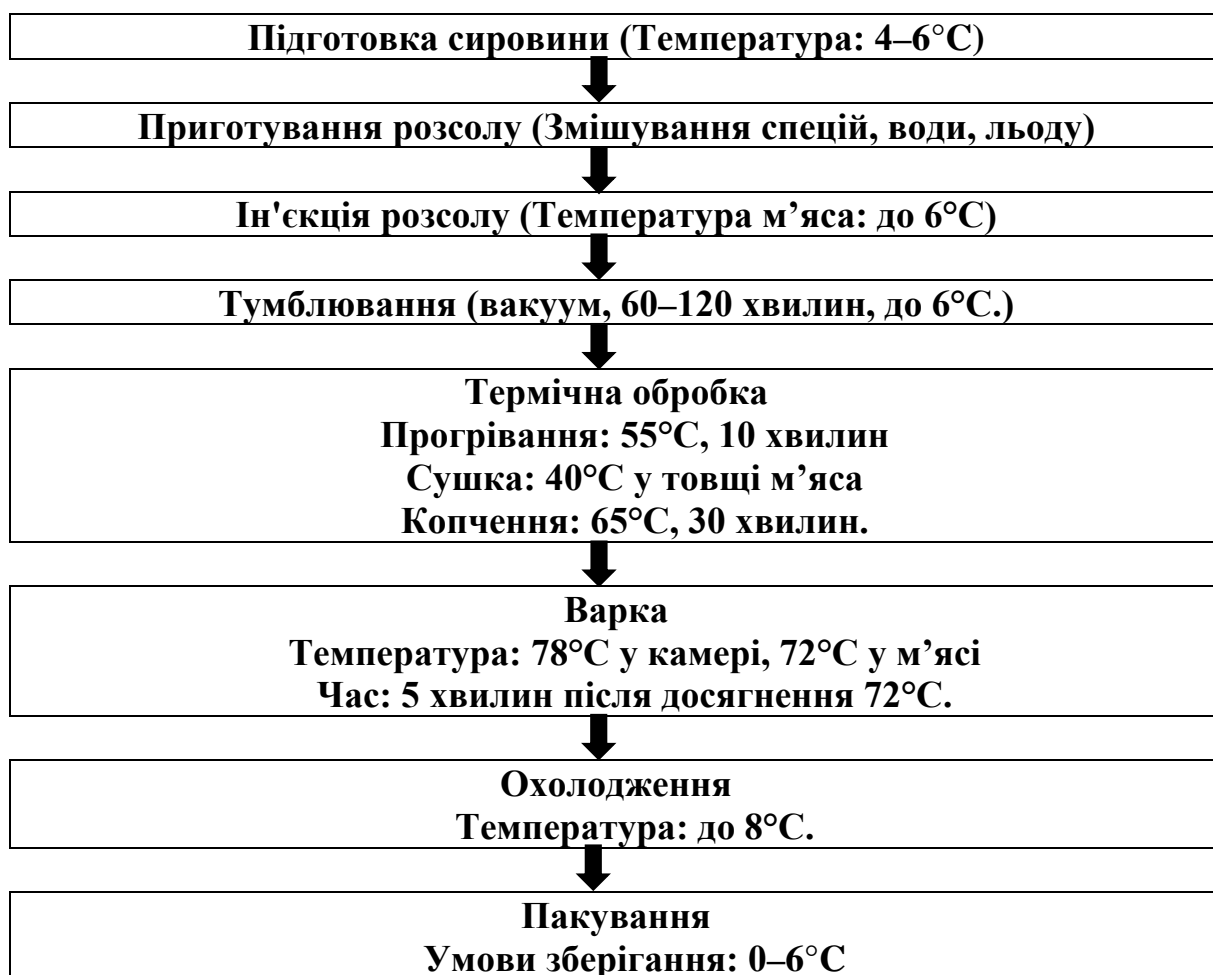 Підготовка сировини (Температура: 4–6°C)
Приготування розсолу (Змішування спецій, води, льоду)
Ін'єкція розсолу (Температура м’яса: до 6°C)
Тумблювання (вакуум, 60–120 хвилин, до 6°C.)
Термічна обробка
Прогрівання: 55°C, 10 хвилин
Сушка: 40°C у товщі м’яса
Копчення: 65°C, 30 хвилин.
Варка
Температура: 78°C у камері, 72°C у м’ясі
Час: 5 хвилин після досягнення 72°C.
Охолодження
Температура: до 8°C.
Пакування
Умови зберігання: 0–6°C